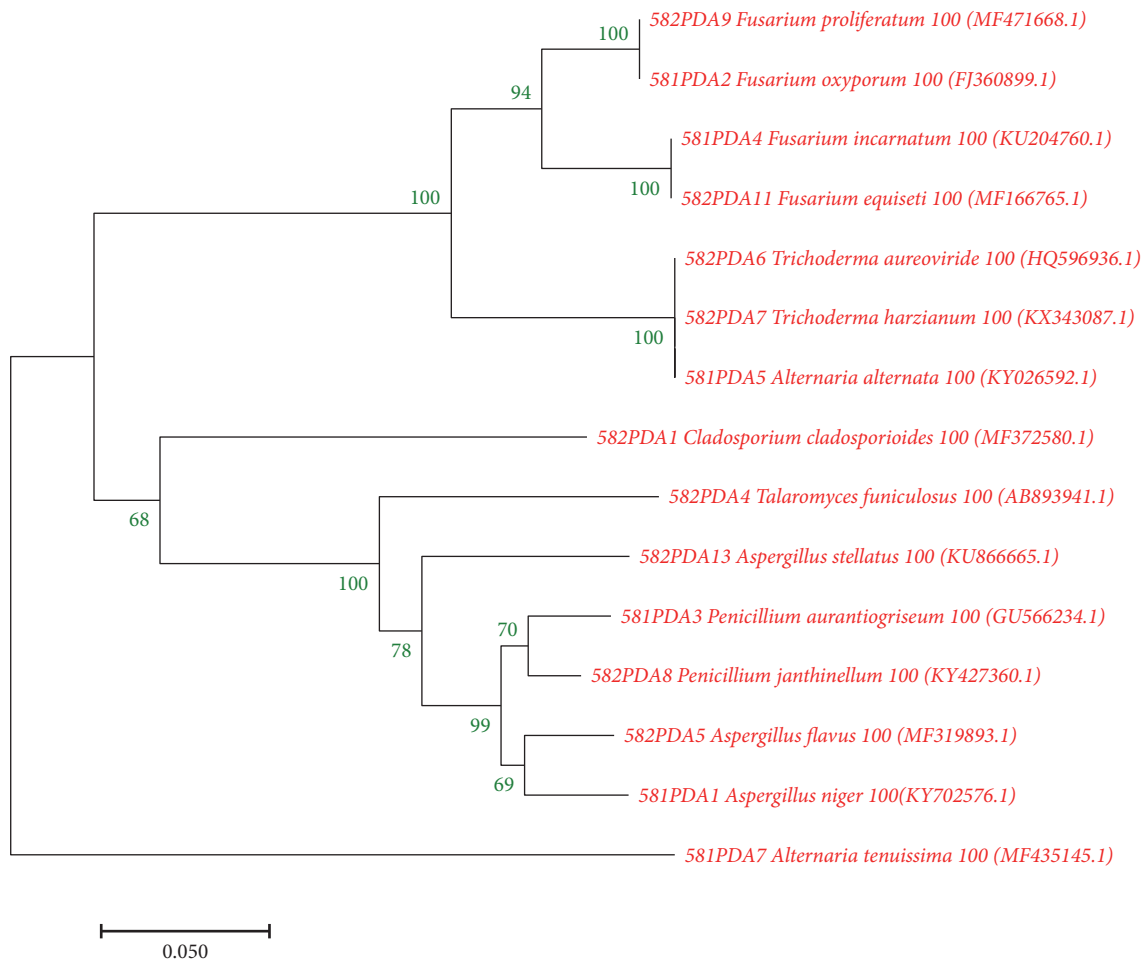 582PDA9 Fusarium proliferatum 100 (MF471668.1)
100
581PDA2 Fusarium oxyporum 100 (FJ360899.1)
94
581PDA4 Fusarium incarnatum 100 (KU204760.1)
100
100
582PDA11 Fusarium equiseti 100 (MF166765.1)
582PDA6 Trichoderma aureoviride 100 (HQ596936.1)
582PDA7 Trichoderma harzianum 100 (KX343087.1)
100
581PDA5 Alternaria alternata 100 (KY026592.1)
582PDA1 Cladosporium cladosporioides 100 (MF372580.1)
582PDA4 Talaromyces funiculosus 100 (AB893941.1)
68
582PDA13 Aspergillus stellatus 100 (KU866665.1)
100
581PDA3 Penicillium aurantiogriseum 100 (GU566234.1)
70
78
582PDA8 Penicillium janthinellum 100 (KY427360.1)
99
582PDA5 Aspergillus flavus 100 (MF319893.1)
69
581PDA1 Aspergillus niger 100(KY702576.1)
581PDA7 Alternaria tenuissima 100 (MF435145.1)
0.050